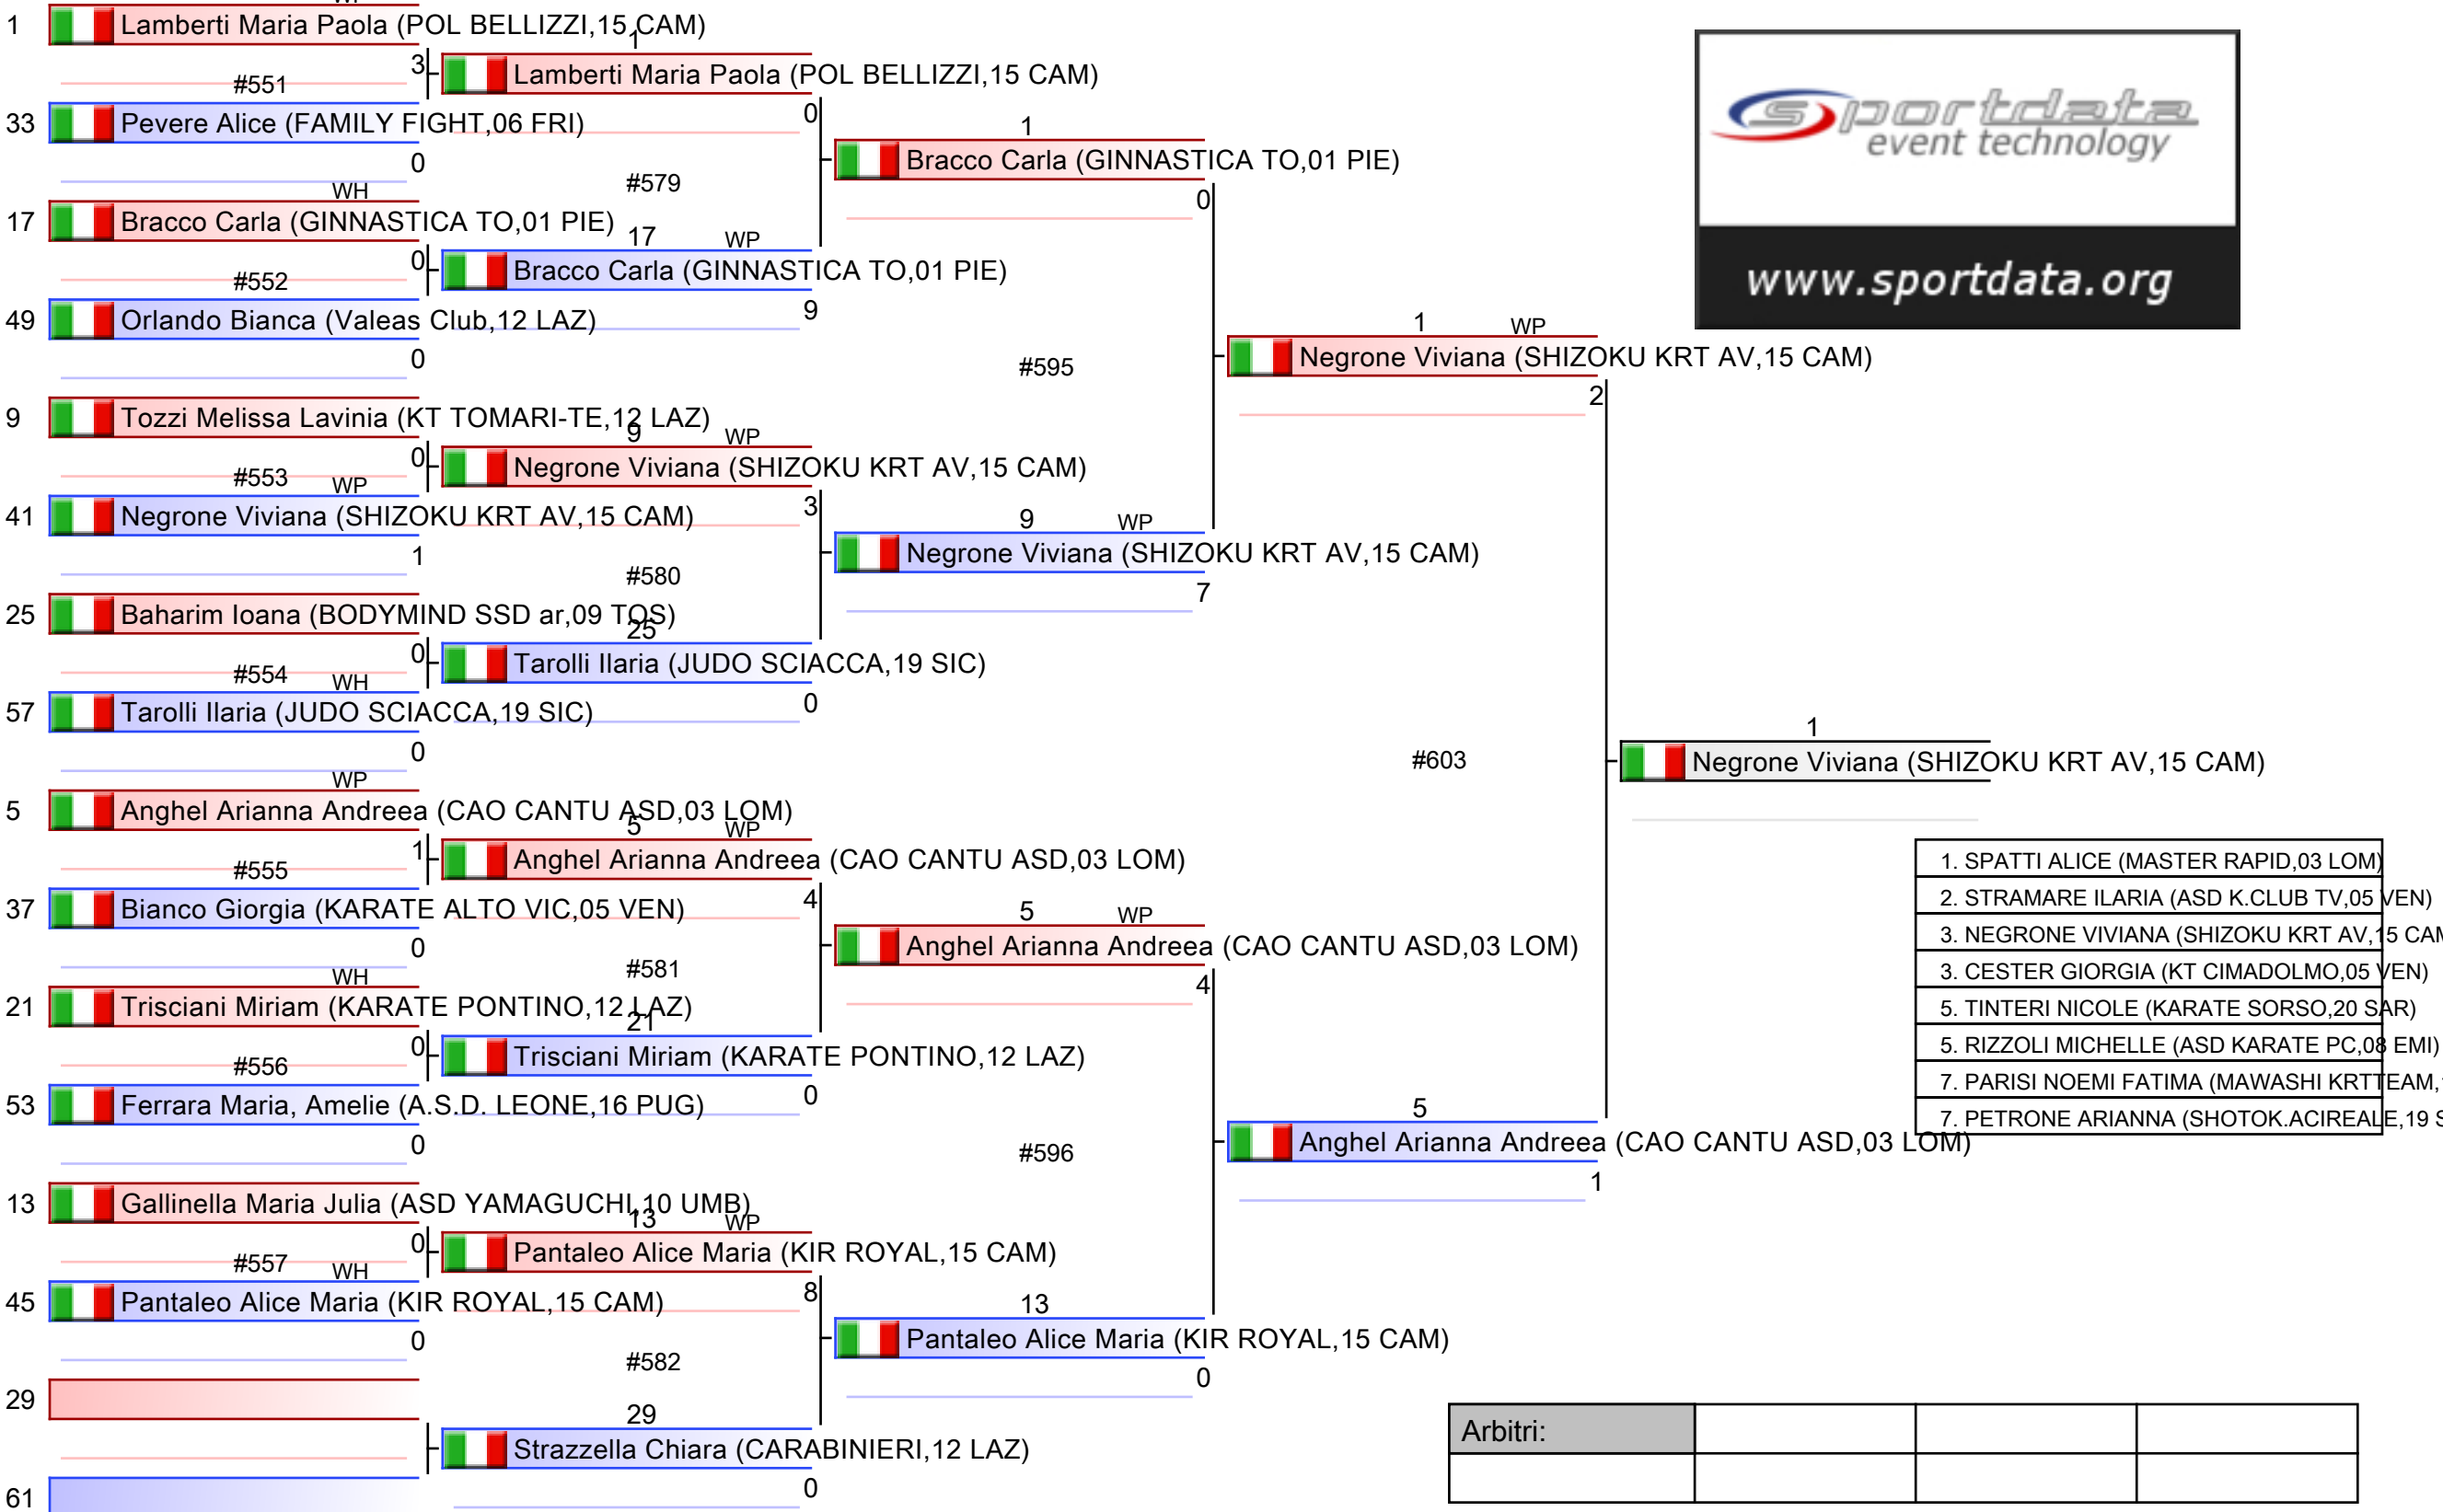 1 Lamberti Maria Paola (POL BELLIZZI,15 CAM)
3
#551
33 Pevere Alice (FAMILY FIGHT,06 FRI)
0
WH
17 Bracco Carla (GINNASTICA TO,01 PIE)
0
#552
49 Orlando Bianca (Valeas Club,12 LAZ)
0
9 Tozzi Melissa Lavinia (KT TOMARI-TE,12 LAZ)
0
#553 WP
41 Negrone Viviana (SHIZOKU KRT AV,15 CAM)
1
25 Baharim Ioana (BODYMIND SSD ar,09 TOS)
0
#554 WH
57 Tarolli Ilaria (JUDO SCIACCA,19 SIC)
0
WP
5 Anghel Arianna Andreea (CAO CANTU ASD,03 LOM)
1
#555
37 Bianco Giorgia (KARATE ALTO VIC,05 VEN)
0
WH
21 Trisciani Miriam (KARATE PONTINO,12 LAZ)
0
#556
53 Ferrara Maria, Amelie (A.S.D. LEONE,16 PUG)
0
13 Gallinella Maria Julia (ASD YAMAGUCHI,10 UMB)
0
#557 WH
45 Pantaleo Alice Maria (KIR ROYAL,15 CAM)
0
29
61
1
Lamberti Maria Paola (POL BELLIZZI,15 CAM)
0
#579
17 WP
Bracco Carla (GINNASTICA TO,01 PIE)
9
9 WP
Negrone Viviana (SHIZOKU KRT AV,15 CAM)
3
#580
25
Tarolli Ilaria (JUDO SCIACCA,19 SIC)
0
5 WP
Anghel Arianna Andreea (CAO CANTU ASD,03 LOM)
4
#581
21
Trisciani Miriam (KARATE PONTINO,12 LAZ)
0
13 WP
Pantaleo Alice Maria (KIR ROYAL,15 CAM)
8
#582
29
Strazzella Chiara (CARABINIERI,12 LAZ)
0
1
Bracco Carla (GINNASTICA TO,01 PIE)
0
#595
9 WP
Negrone Viviana (SHIZOKU KRT AV,15 CAM)
7
5 WP
Anghel Arianna Andreea (CAO CANTU ASD,03 LOM)
4
#596
13
Pantaleo Alice Maria (KIR ROYAL,15 CAM)
0
1 WP
Negrone Viviana (SHIZOKU KRT AV,15 CAM)
2
#603
5
Anghel Arianna Andreea (CAO CANTU ASD,03 LOM)
1
1
Negrone Viviana (SHIZOKU KRT AV,15 CAM)
sportdata
event technology
www.sportdata.org
1. SPATTI ALICE (MASTER RAPID,03 LOM)
2. STRAMARE ILARIA (ASD K.CLUB TV,05 VEN)
3. NEGRONE VIVIANA (SHIZOKU KRT AV,15 CAM
3. CESTER GIORGIA (KT CIMADOLMO,05 VEN)
5. TINTERI NICOLE (KARATE SORSO,20 SAR)
5. RIZZOLI MICHELLE (ASD KARATE PC,08 EMI)
7. PARISI NOEMI FATIMA (MAWASHI KRTTEAM,
7. PETRONE ARIANNA (SHOTOK.ACIREALE,19 S
Arbitri: